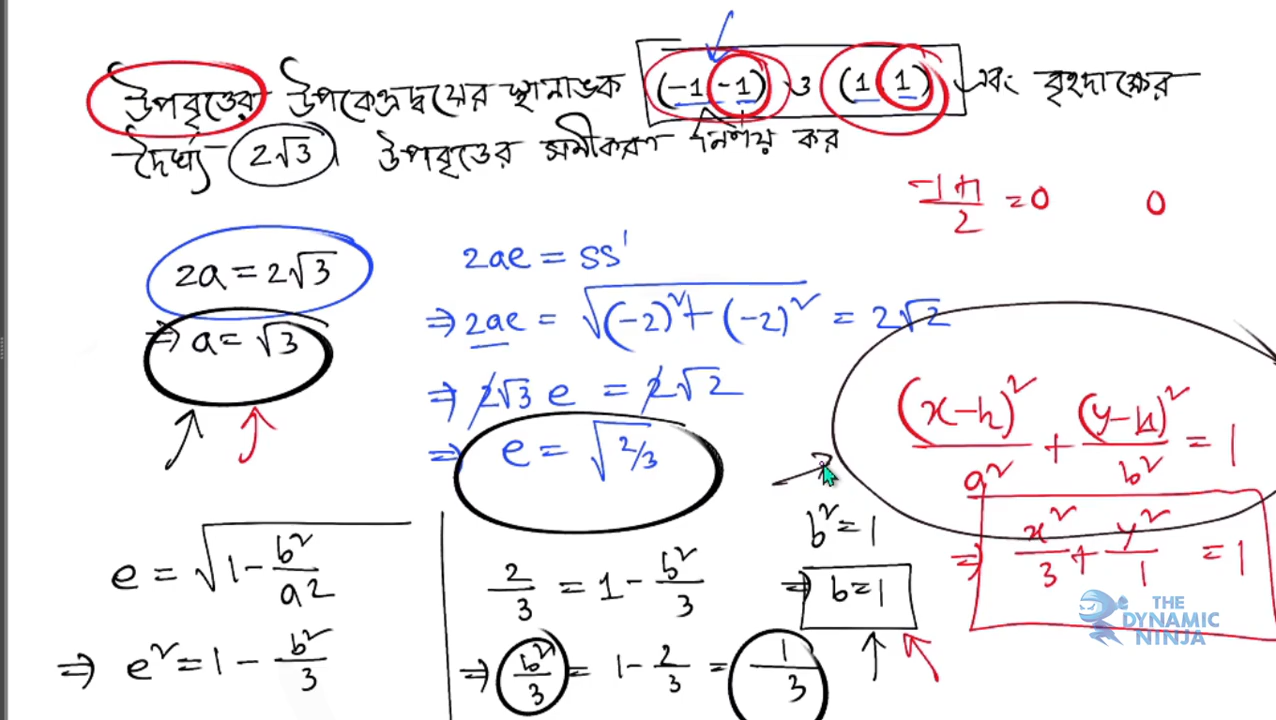 উপবৃত্তের উপকেন্দ্রদ্বয়ের স্থানাঙ্ক (-1 -1) ও (1 1) এবং বৃহদাক্ষের
দৈর্ঘ্য 2√3 উপবৃত্তের সমীকরণ নির্ণয় কর
-1+1/2 = 0 0
2a = 2√3
⇒ a = √3
2ae = SS'
⇒ 2ae = √(-2)² + (-2)² = 2√2
⇒ 2√3 e = 2√2
⇒ e = √2/3
(x-h)²/a² + (y-k)²/b² = 1
⇒ x²/3 + y²/1 = 1
e = √1 - b²/a2
⇒ e² = 1 - b²/3
2/3 = 1 - b²/3
⇒ b²/3 = 1 - 2/3 = 1/3
b² = 1
⇒ b = 1
THE
DYNAMIC
NINJA